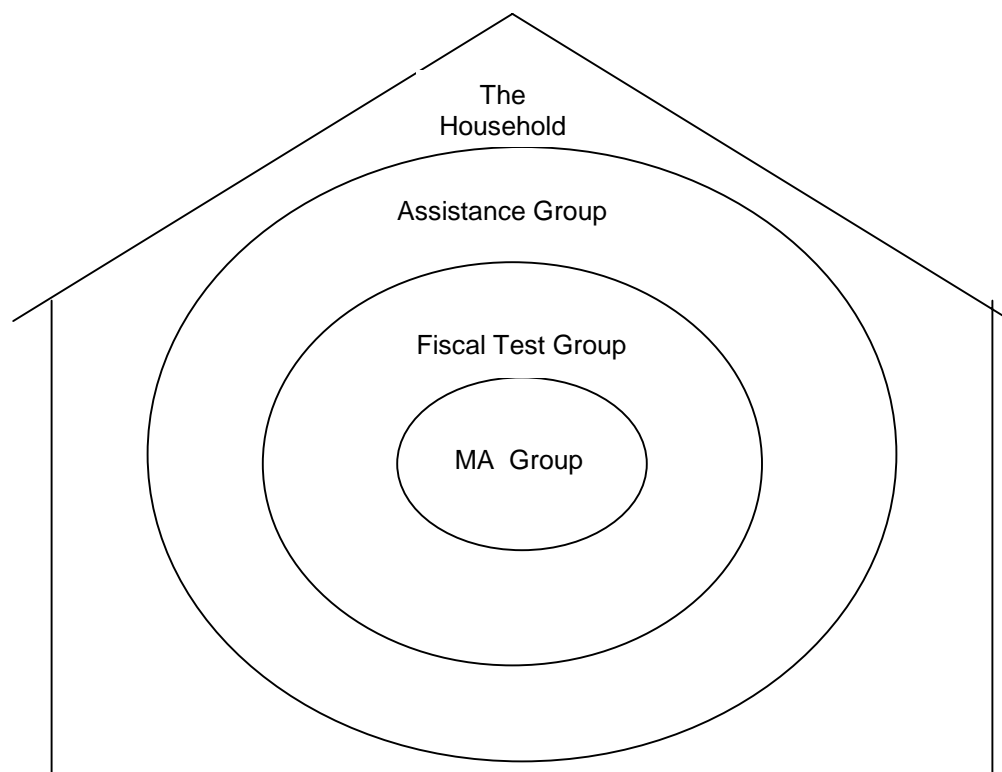 The
Household
Assistance Group
Fiscal Test Group
MA Group